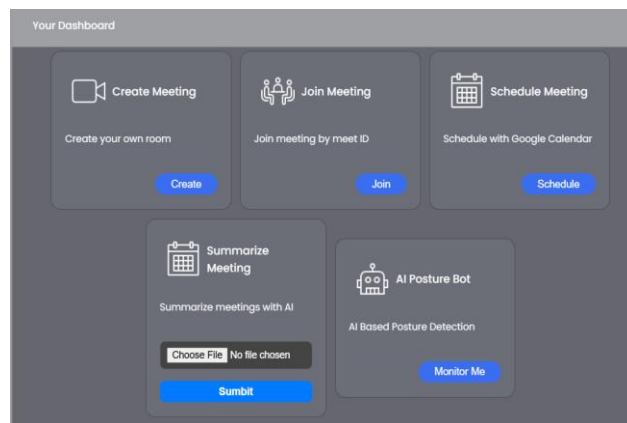 Your Dashboard
Create Meeting
Create your own room
Create
Join Meeting
Join meeting by meet ID
Join
Schedule Meeting
Schedule with Google Calendar
Schedule
Summarize
Meeting
Summarize meetings with AI
Choose File No file chosen
Sumbit
AI Posture Bot
AI Based Posture Detection
Monitor Me